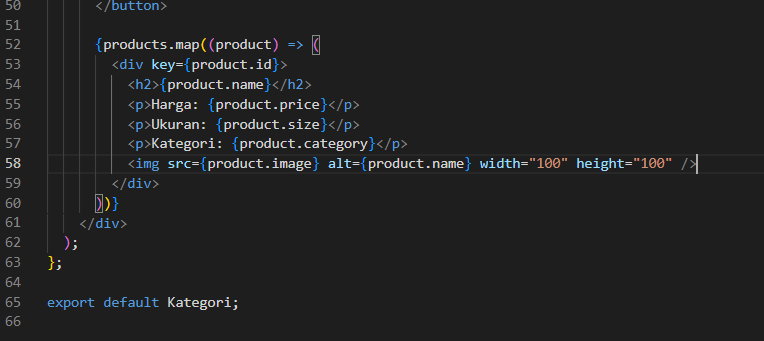 50 </button>
51
52 {products.map((product) => (
53 <div key={product.id}>
54 <h2>{product.name}</h2>
55 <p>Harga: {product.price}</p>
56 <p>Ukuran: {product.size}</p>
57 <p>Kategori: {product.category}</p>
58 <img src={product.image} alt={product.name} width="100" height="100" />
59 </div>
60 ))}
61 </div>
62 );
63 };
64
65 export default Kategori;
66